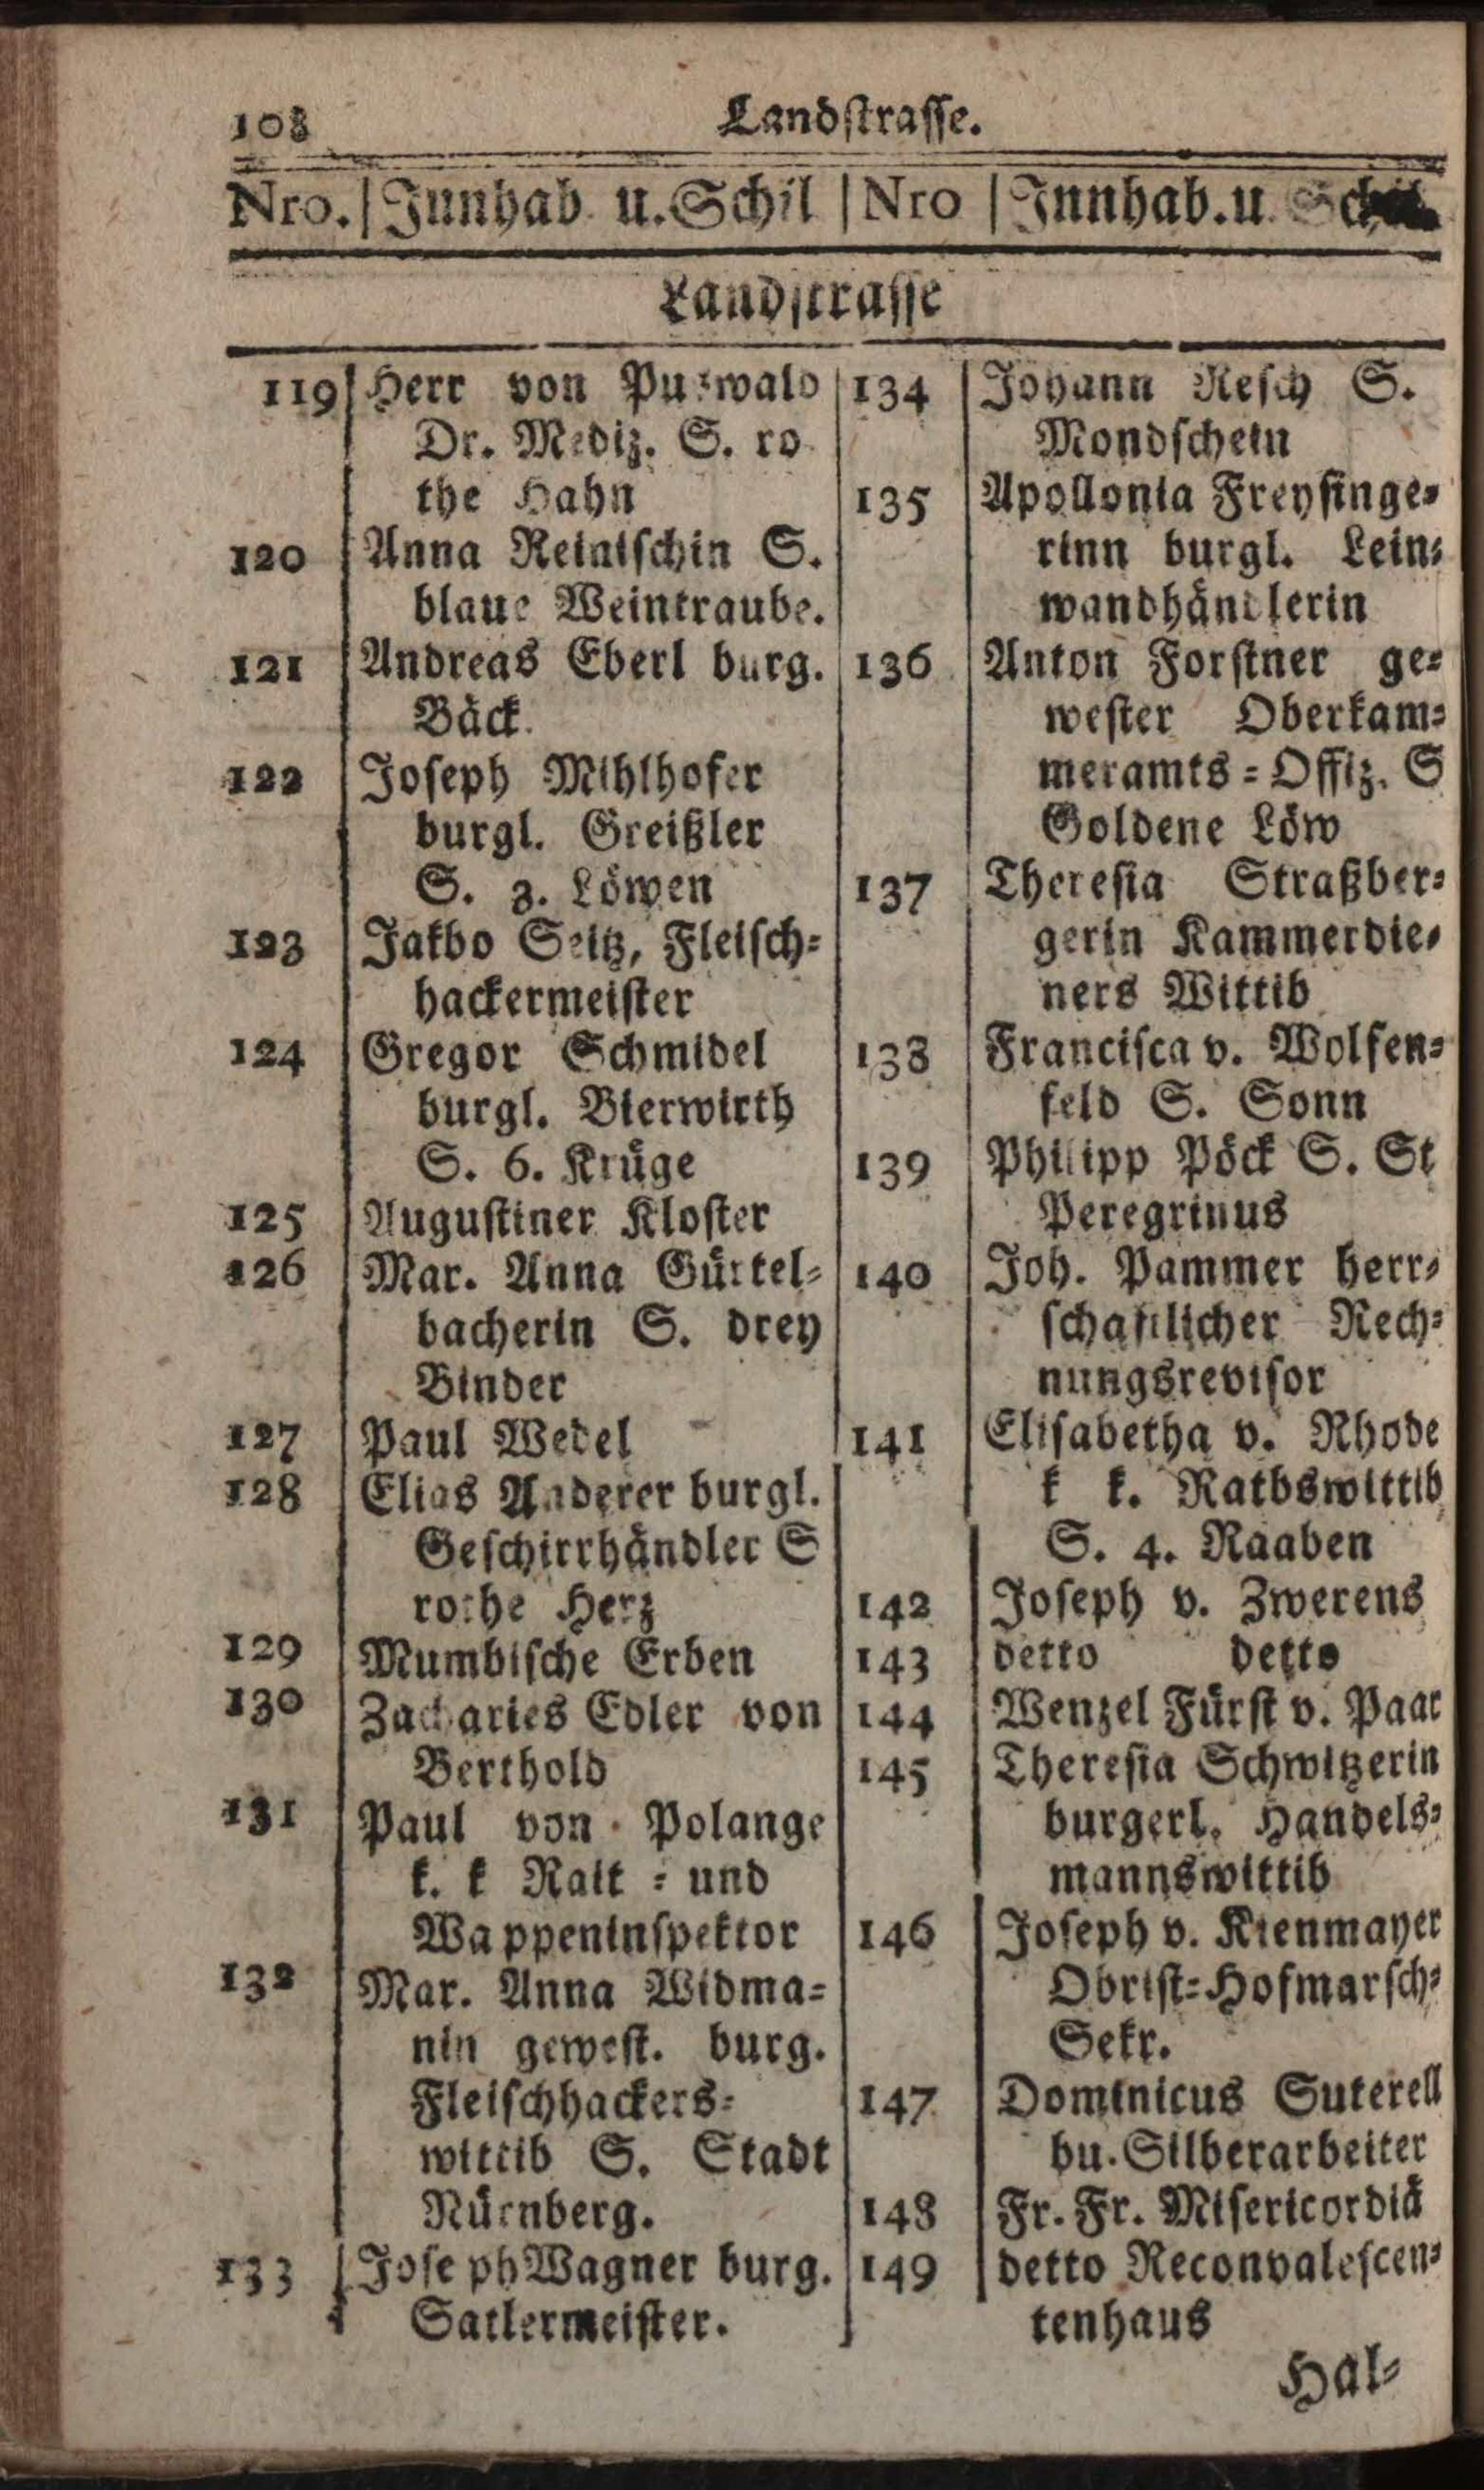 108 Landstrasse.
Nro. | Innhab. u. Schil | Nro | Innhab. u.
Landstrasse
119 Herr von
Dr. Mediz. S. ro
the Hahn
120 Anna Reinischin S.
blaue Weintraube.
121 Andreas Eberl burg.
Bäck.
122 Joseph Mihlhofer
burgl. Greißler
S. z. Löwen
123 Jakbo Seitz, Fleisch-
hackermeister
124 Gregor Schmidel
burgl. Bierwirth
S. 6. Krüge
125 Augustiner Kloster
126 Mar. Anna Gürtel-
bacherin S. drey
Binder
127 Paul Wedel
128 Elias Anderer burgl.
Geschirrhändler S
rothe Herz
129 Mumbische Erben
130 Zacharies Edler von
Berthold
131 Paul von Polange
k. k Rait - und
Wappeninspektor
132 Mar. Anna Widma-
nin gewest. burg.
Fleischhackers-
wittib S. Stadt
Nürnberg.
133 Joseph Wagner burg.
Satlermeister.
134 Johann Resch S.
Mondschein
135 Apollonia Freysinge-
rinn burgl. Lein-
wandhändlerin
136 Anton Forstner ge-
wester Oberkam-
meramts-Offiz. S
Goldene Löw
137 Theresia Straßber-
gerin Kammerdie-
ners Wittib
138 Francisca v. Wolfen-
feld S. Sonn
139 Philipp Pöck S. St
Peregrinus
140 Joh. Pammer herr-
schaftlicher Rech-
nungsrevisor
141 Elisabetha v. Rhode
k k. Rathswittib
S. 4. Raaben
142 Joseph v. Zwerens
143 detto detto
144 Wenzel Fürst v. Paar
145 Theresia Schwitzerin
burgerl. Handels-
mannswittib
146 Joseph v. Kienmayer
Obrist-Hofmarsch-
Sekr.
147 Dominicus Suterell
bu. Silberarbeiter
148 Fr. Fr. Misericordiä
149 detto Reconvalescen-
tenhaus
Hal-